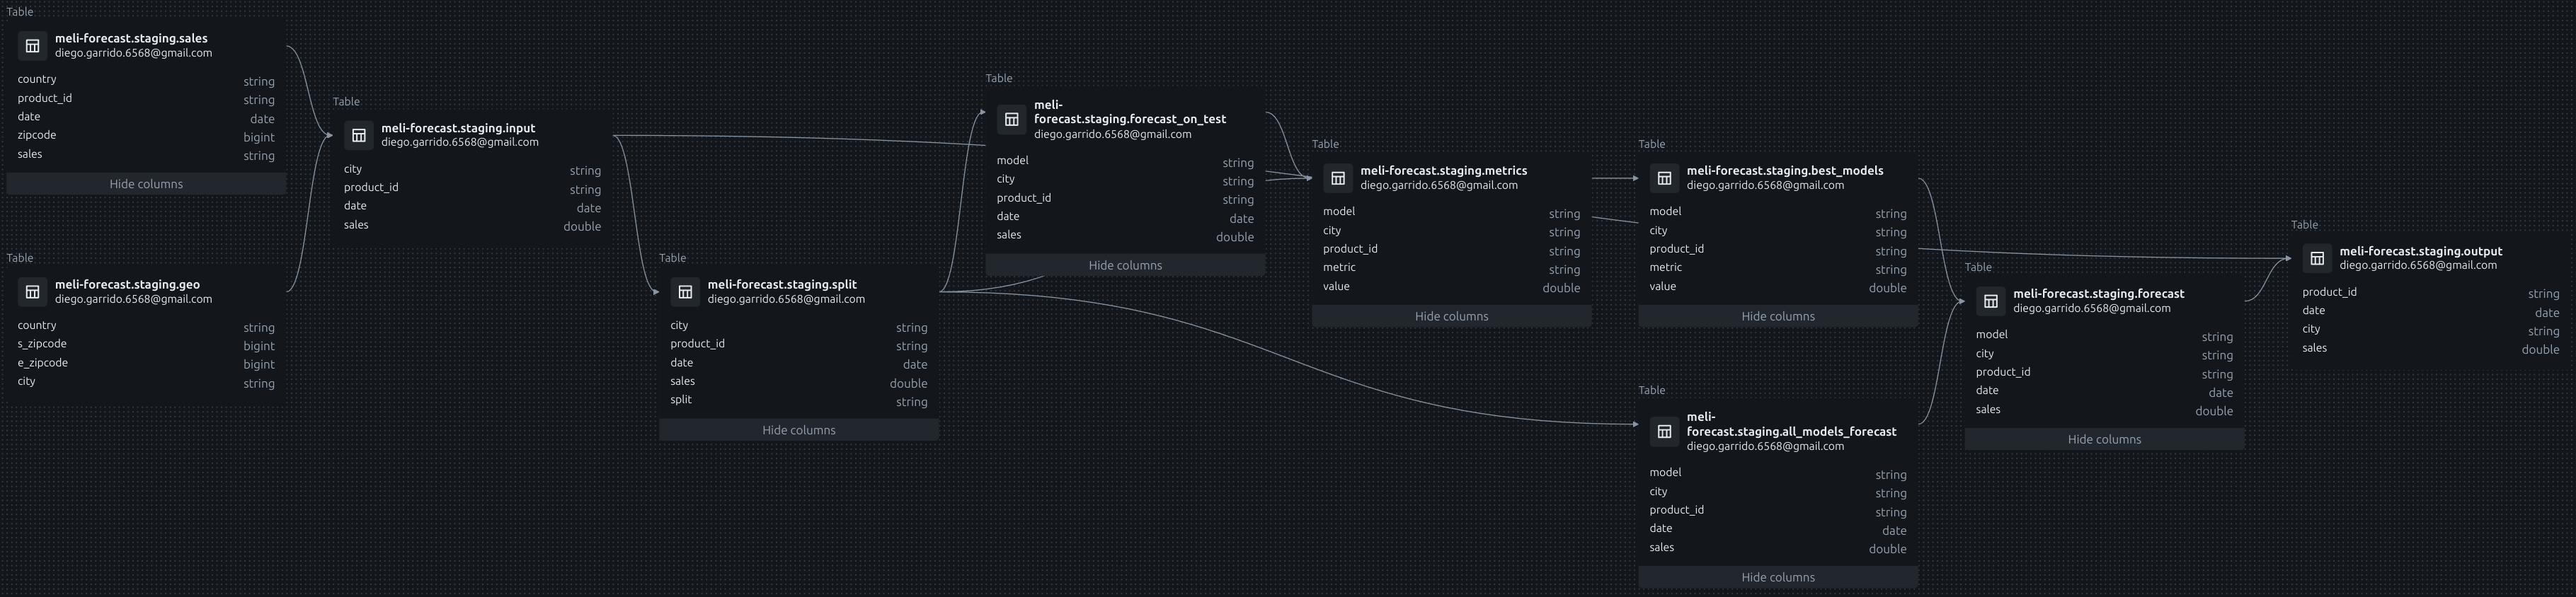 Table
meli-forecast.staging.sales
diego.garrido.6568@gmail.com
country string
product_id string
date date
zipcode bigint
sales string
Hide columns
Table
meli-forecast.staging.geo
diego.garrido.6568@gmail.com
country string
s_zipcode bigint
e_zipcode bigint
city string
Table
meli-forecast.staging.input
diego.garrido.6568@gmail.com
city string
product_id string
date date
sales double
Table
meli-forecast.staging.split
diego.garrido.6568@gmail.com
city string
product_id string
date date
sales double
split string
Hide columns
Table
meli-
forecast.staging.forecast_on_test
diego.garrido.6568@gmail.com
model string
city string
product_id string
date date
sales double
Hide columns
Table
meli-forecast.staging.metrics
diego.garrido.6568@gmail.com
model string
city string
product_id string
metric string
value double
Hide columns
Table
meli-forecast.staging.best_models
diego.garrido.6568@gmail.com
model string
city string
product_id string
metric string
value double
Hide columns
Table
meli-
forecast.staging.all_models_forecast
diego.garrido.6568@gmail.com
model string
city string
product_id string
date date
sales double
Hide columns
Table
meli-forecast.staging.forecast
diego.garrido.6568@gmail.com
model string
city string
product_id string
date date
sales double
Hide columns
Table
meli-forecast.staging.output
diego.garrido.6568@gmail.com
product_id string
date date
city string
sales double